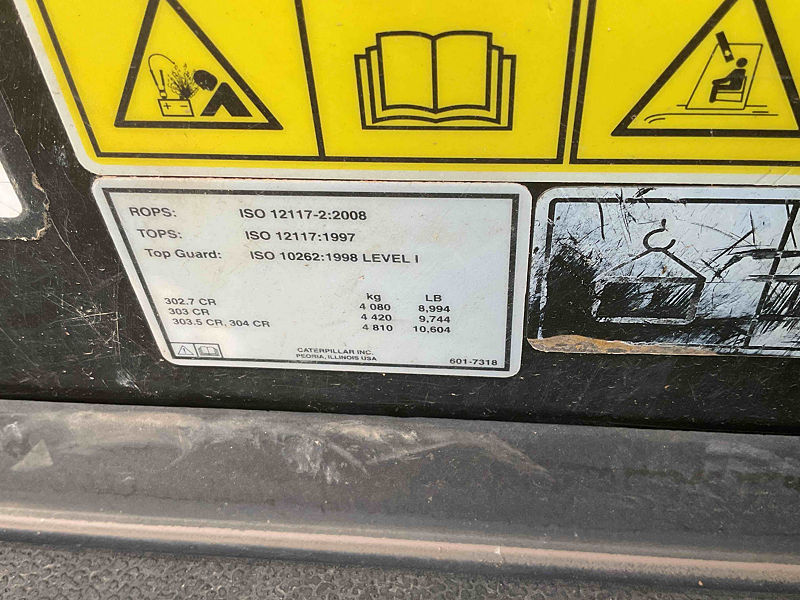 ROPS: ISO 12117-2:2008
TOPS: ISO 12117:1997
Top Guard: ISO 10262:1998 LEVEL I
kg LB
302.7 CR 4 080 8,994
303 CR 4 420 9,744
303.5 CR, 304 CR 4 810 10,604
CATERPILLAR INC.
PEORIA, ILLINOIS USA
601-7318